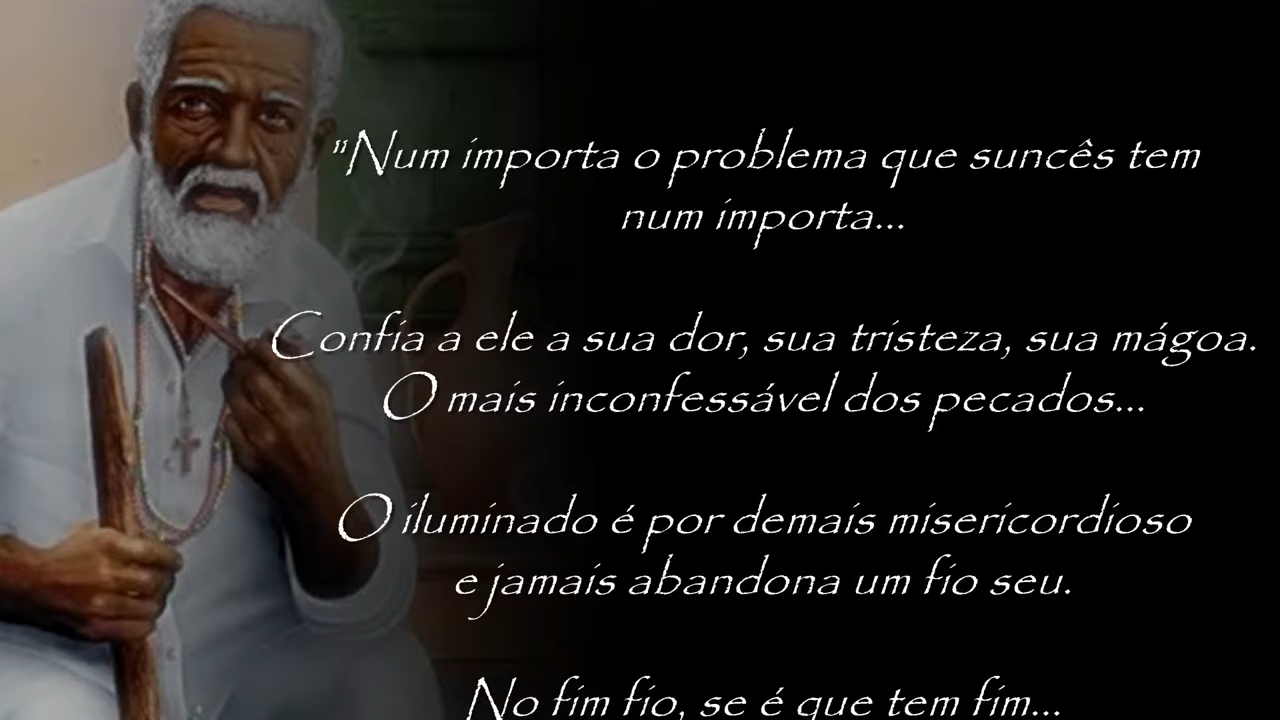 "Num importa o problema que suncês tem
num importa...
Confia a ele a sua dor, sua tristeza, sua mágoa.
O mais inconfessável dos pecados...
O iluminado é por demais misericordioso
e jamais abandona um fio seu.
No fim fio, se é que tem fim...